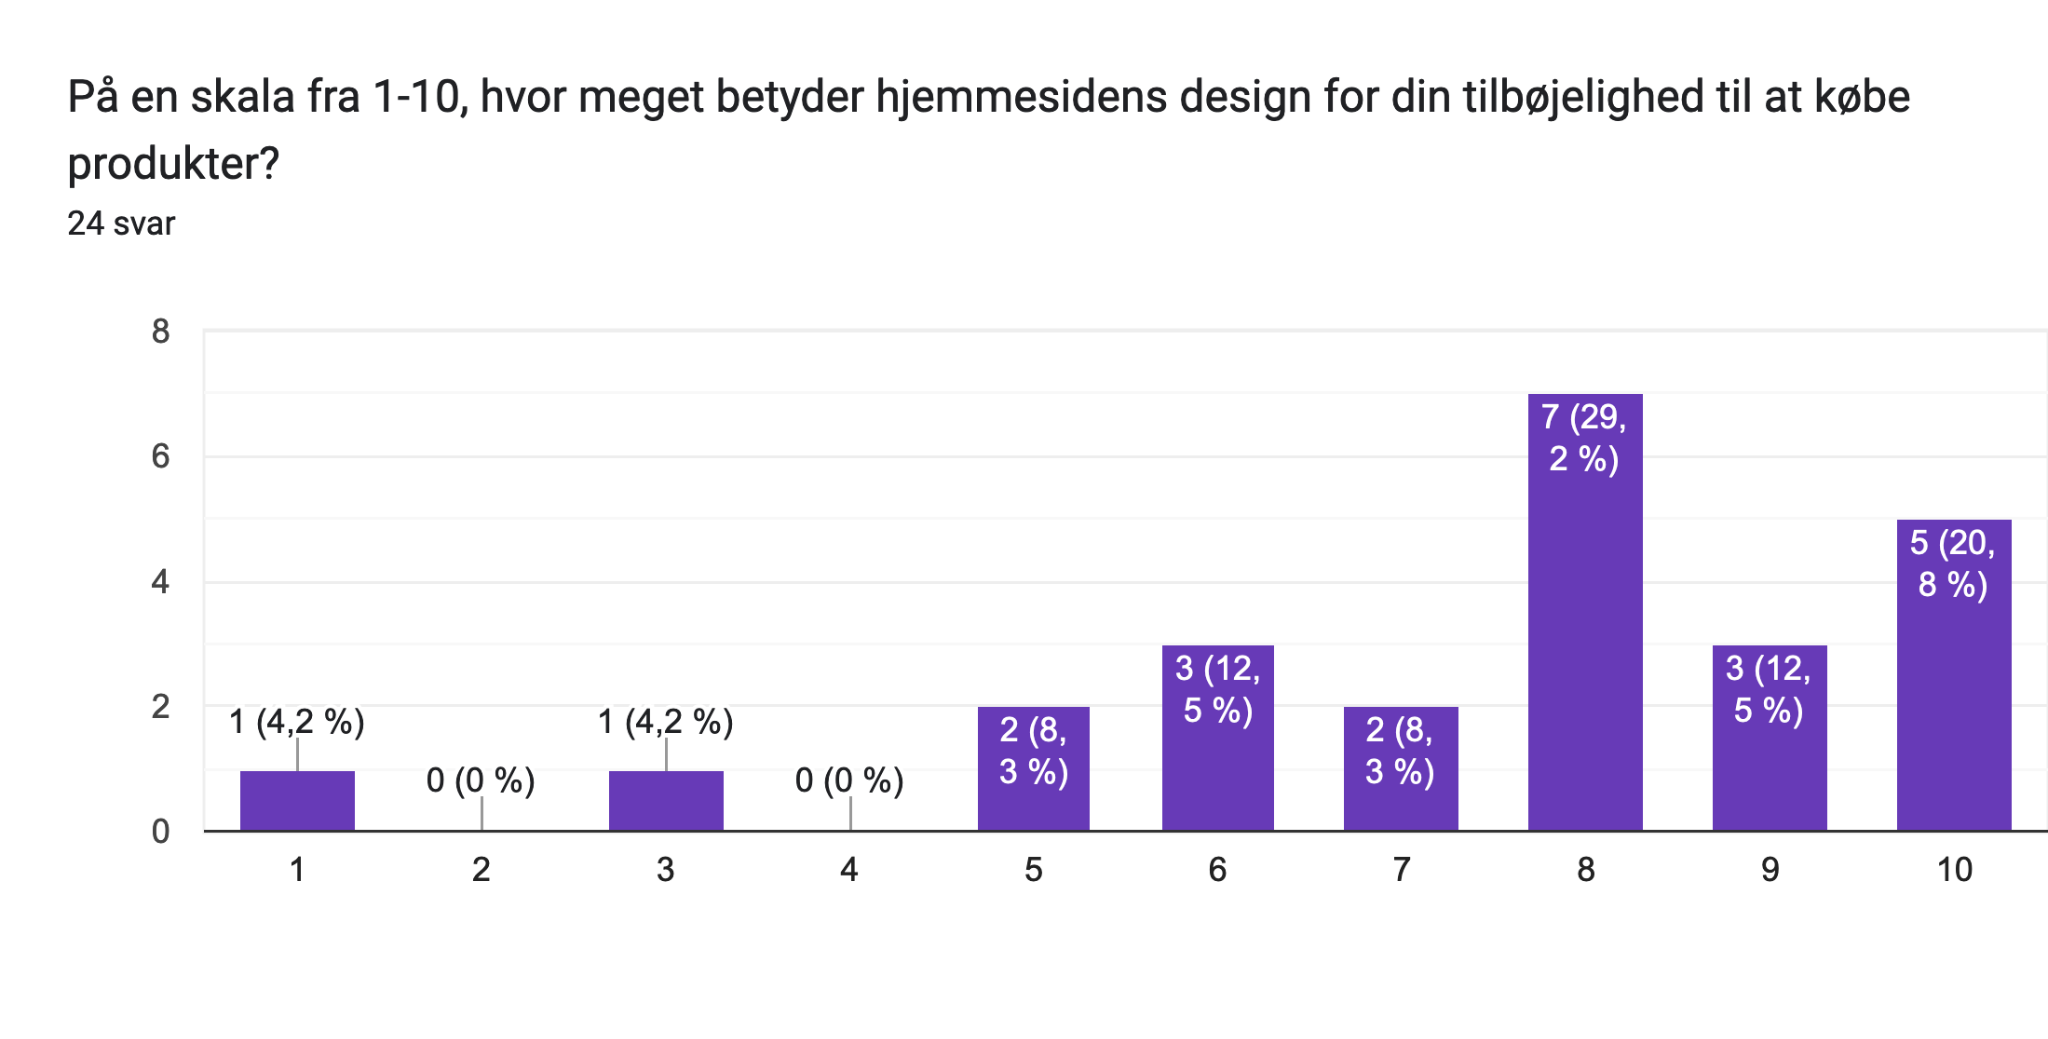 På en skala fra 1-10, hvor meget betyder hjemmesidens design for din tilbøjelighed til at købe
produkter?
24 svar
8
6
4
2
0
1 (4,2 %)
0 (0 %)
1 (4,2 %)
0 (0 %)
2 (8,
3 %)
3 (12,
5 %)
2 (8,
3 %)
7 (29,
2 %)
3 (12,
5 %)
5 (20,
8 %)
1 2 3 4 5 6 7 8 9 10